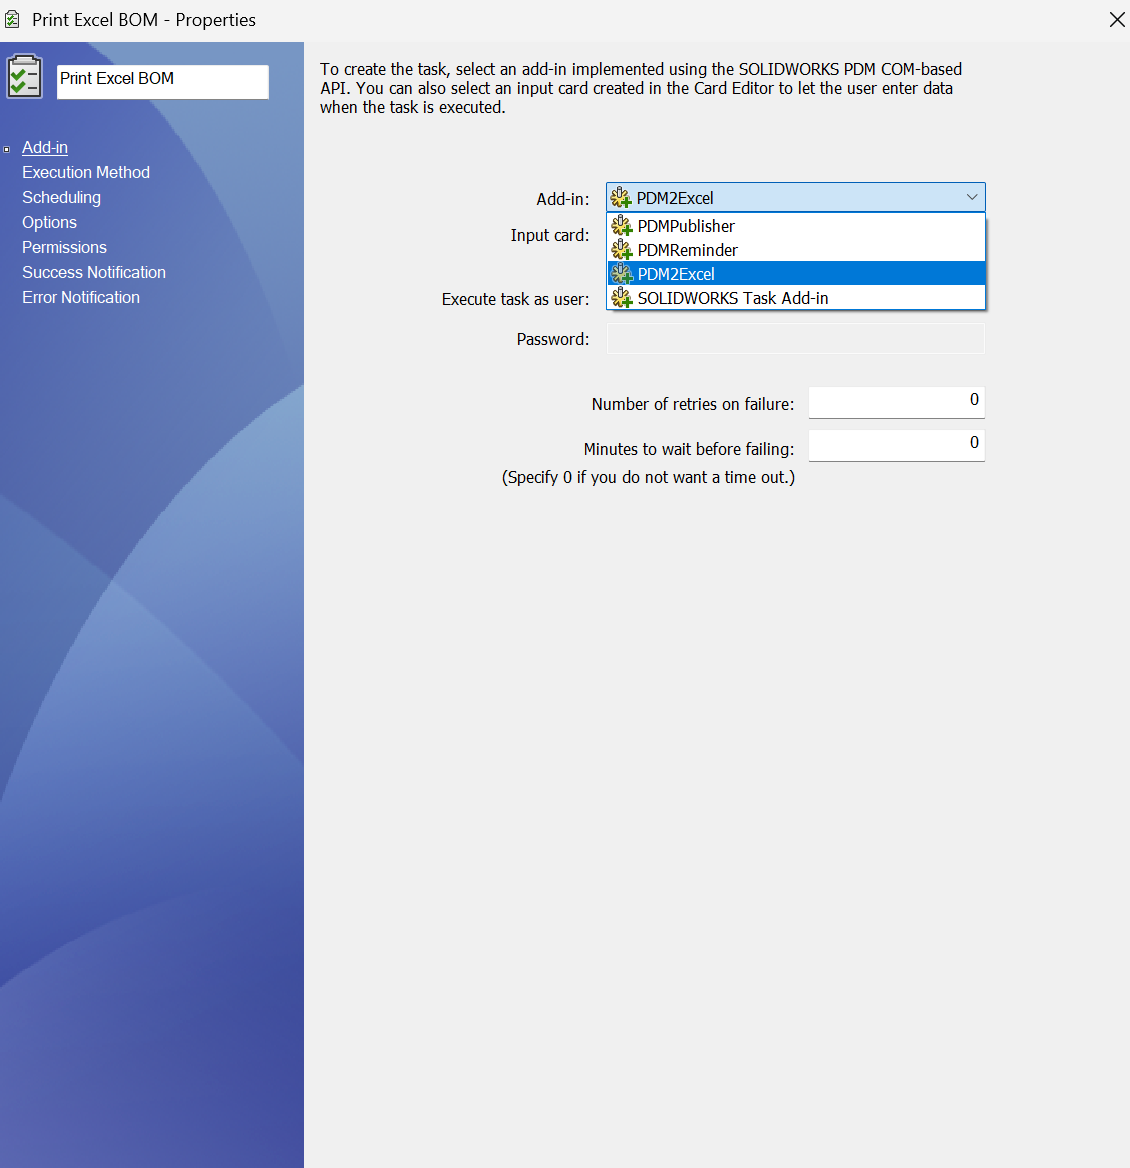 Print Excel BOM - Properties
Print Excel BOM
Add-in
Execution Method
Scheduling
Options
Permissions
Success Notification
Error Notification
To create the task, select an add-in implemented using the SOLIDWORKS PDM COM-based
API. You can also select an input card created in the Card Editor to let the user enter data
when the task is executed.
Add-in: PDM2Excel
PDMPublisher
Input card:
PDMReminder
PDM2Excel
SOLIDWORKS Task Add-in
Execute task as user:
Password:
Number of retries on failure: 0
Minutes to wait before failing: 0
(Specify 0 if you do not want a time out.)